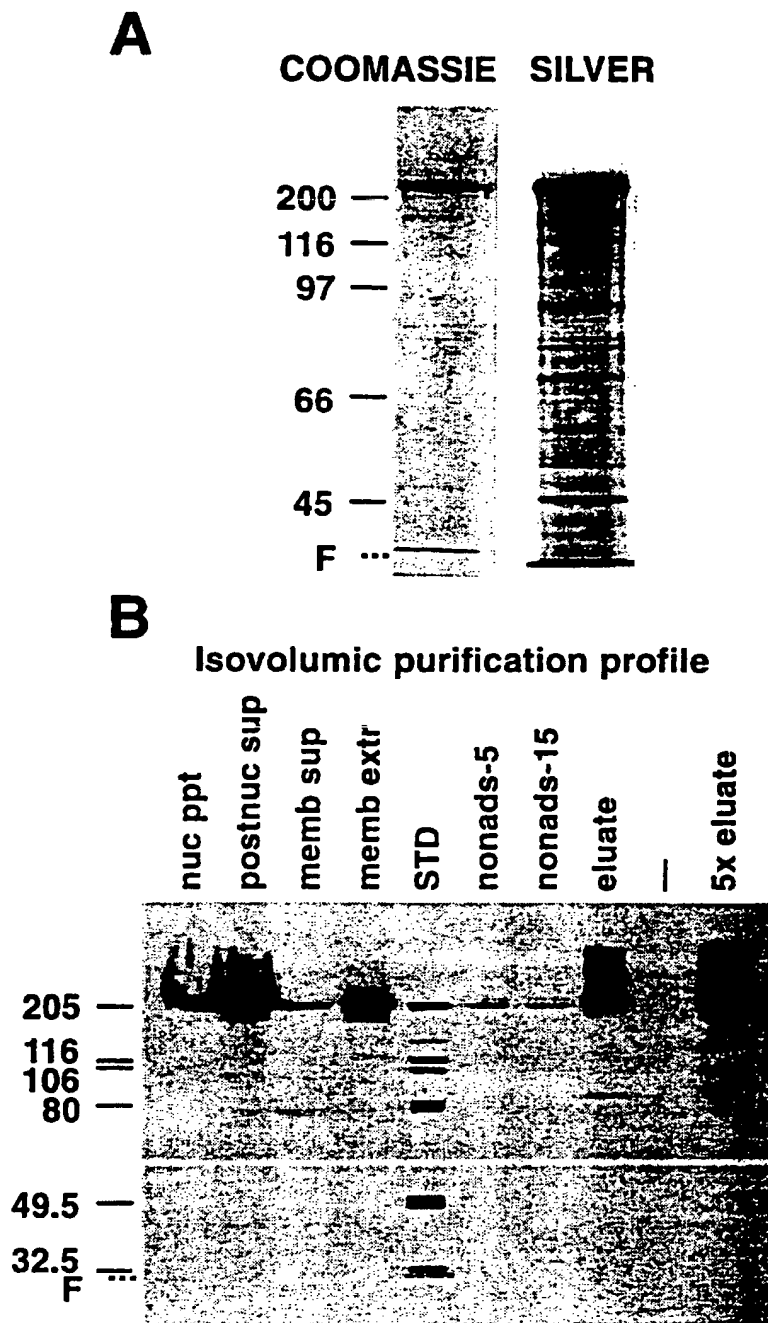 A
COOMASSIE SILVER
200 —
116 —
97 —
66 —
45 —
F ...
B
Isovolumic purification profile
nuc ppt
postnuc sup
memb sup
memb extr
STD
nonads-5
nonads-15
eluate
—
5x eluate
205 —
116 —
106 —
80 —
49.5 —
32.5 —
F ...